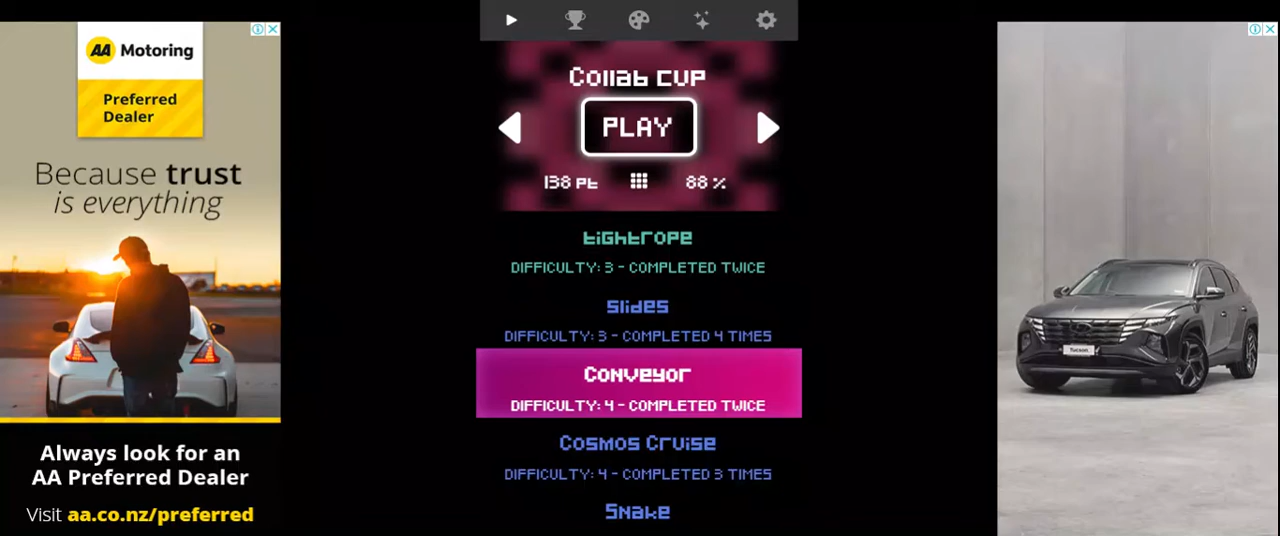 AA Motoring
Preferred
Dealer
Because trust
is everything
Always look for an
AA Preferred Dealer
Visit aa.co.nz/preferred
Collab Cup
PLAY
138 Pt
88 %
Tightrope
DIFFICULTY: 3 - COMPLETED TWICE
Slides
DIFFICULTY: 3 - COMPLETED 4 TIMES
Conveyor
DIFFICULTY: 4 - COMPLETED TWICE
Cosmos Cruise
DIFFICULTY: 4 - COMPLETED 3 TIMES
Snake
Tucson